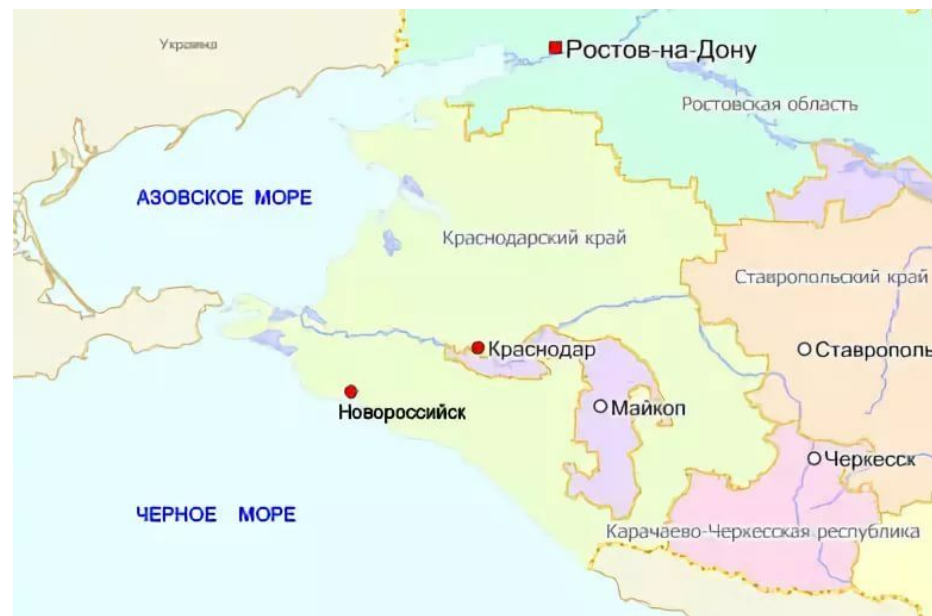 Украина
Ростов-на-Дону
Ростовская область
АЗОВСКОЕ МОРЕ
Краснодарский край
Ставропольский край
Краснодар
Ставрополь
Майкоп
Новороссийск
Черкесск
ЧЕРНОЕ МОРЕ
Карачаево-Черкесская республика